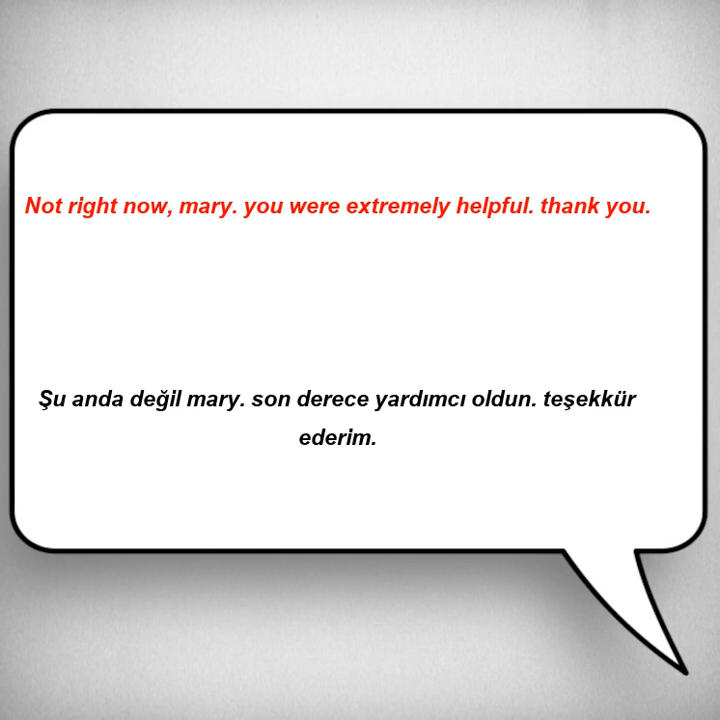 Not right now, mary. you were extremely helpful. thank you.
Şu anda değil mary. son derece yardımcı oldun. teşekkür
ederim.